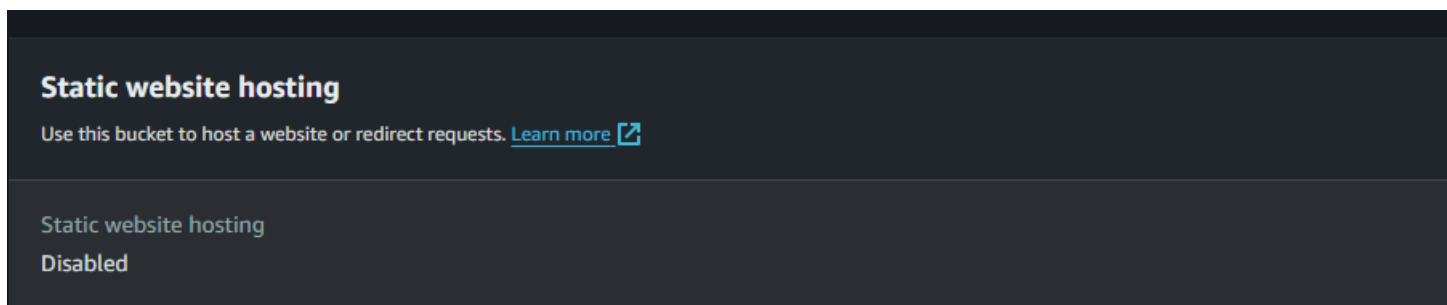 Static website hosting
Use this bucket to host a website or redirect requests. Learn more
Static website hosting
Disabled